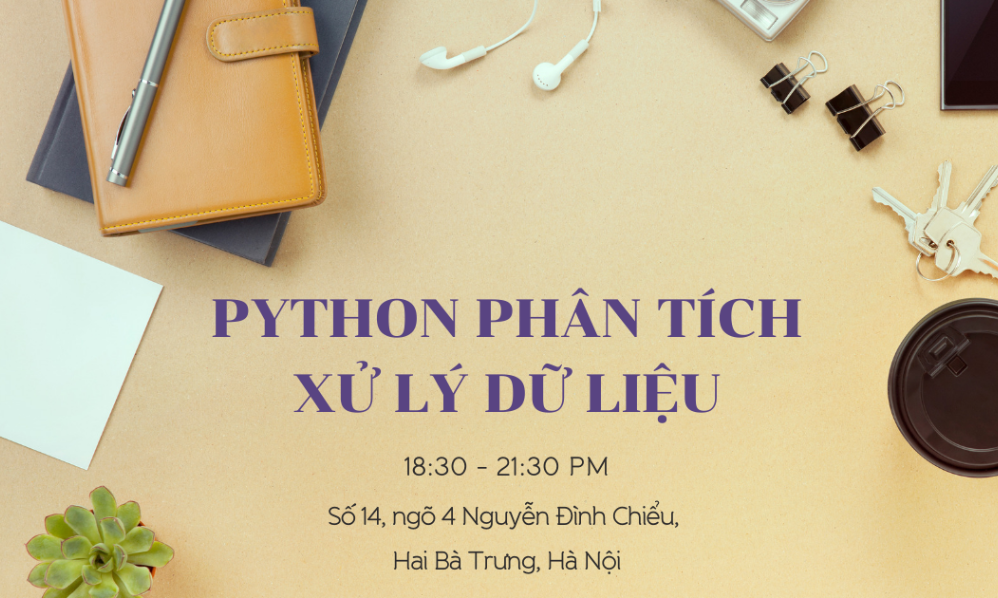 PYTHON PHÂN TÍCH
XỬ LÝ DỮ LIỆU
18:30 - 21:30 PM
Số 14, ngõ 4 Nguyễn Đình Chiểu,
Hai Bà Trưng, Hà Nội